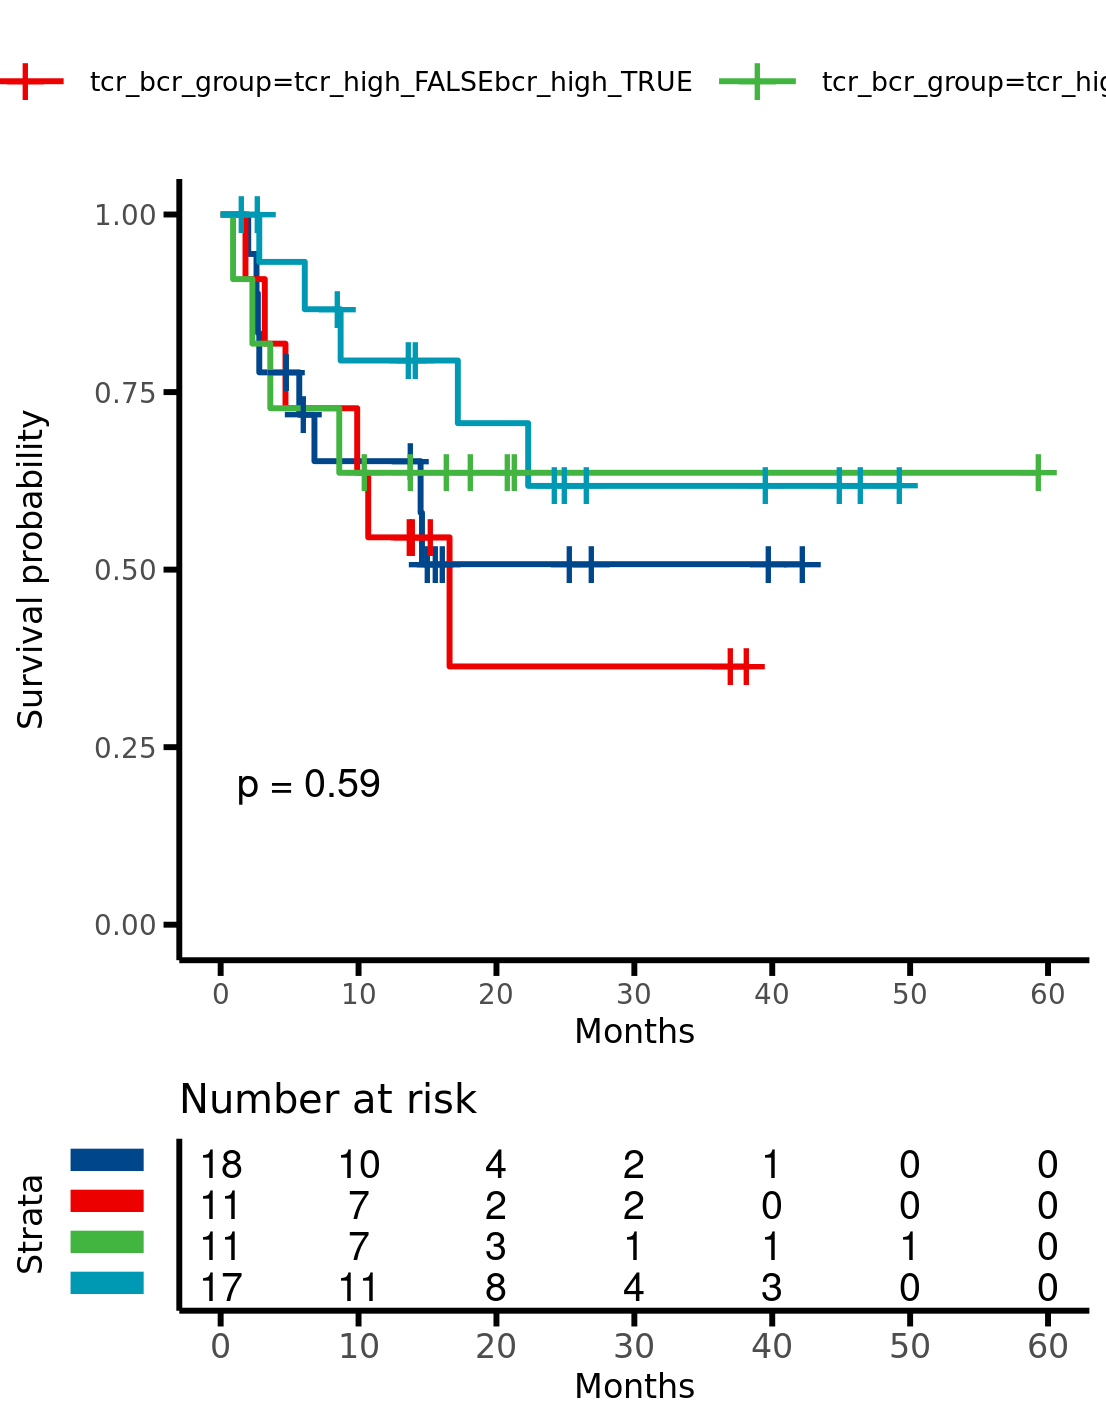 tcr_bcr_group=tcr_high_FALSEbcr_high_TRUE tcr_bcr_group=tcr_hig
1.00
0.75
0.50
0.25
0.00
Survival probability
p = 0.59
0 10 20 30 40 50 60
Months
Number at risk
Strata
18 10 4 2 1 0 0
11 7 2 2 0 0 0
11 7 3 1 1 1 0
17 11 8 4 3 0 0
0 10 20 30 40 50 60
Months